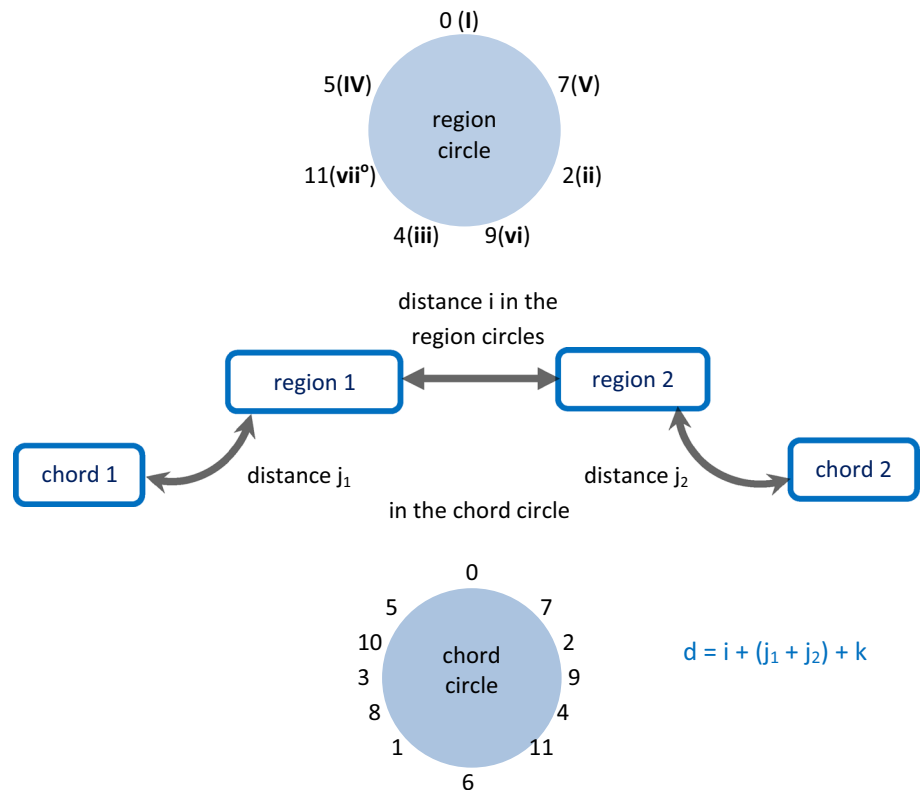 0 (I)
5(IV)
7(V)
region
circle
11(viiº)
2(ii)
4(iii)
9(vi)
distance i in the
region circles
region 1
region 2
chord 1
distance j₁
distance j₂
chord 2
in the chord circle
0
5
7
10
2
chord
circle
d = i + (j₁ + j₂) + k
3
9
8
4
1
11
6